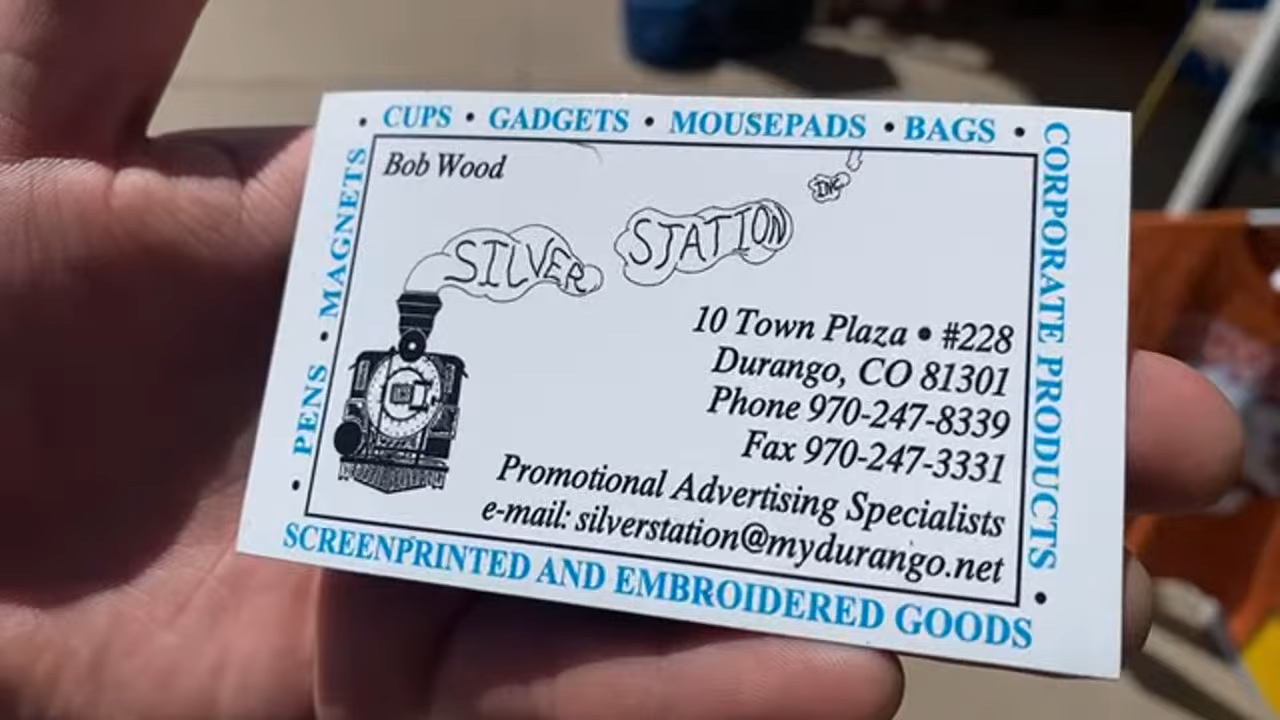 • CUPS • GADGETS • MOUSEPADS • BAGS •
CORPORATE PRODUCTS •
• PENS • MAGNETS
Bob Wood
SILVER STATION INC
10 Town Plaza • #228
Durango, CO 81301
Phone 970-247-8339
Fax 970-247-3331
Promotional Advertising Specialists
e-mail: silverstation@mydurango.net
SCREENPRINTED AND EMBROIDERED GOODS